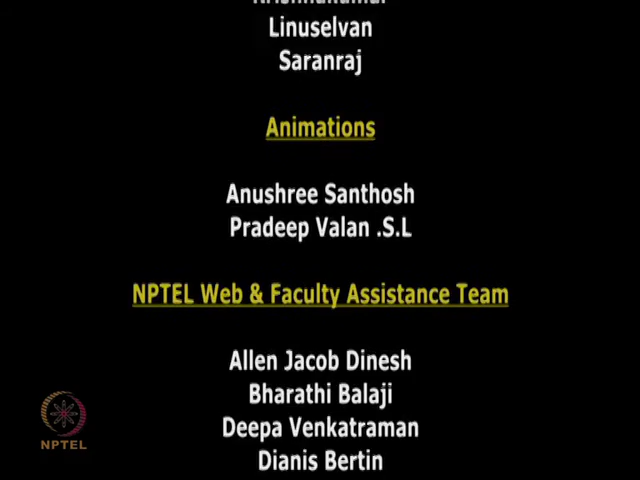 Linuselvan
Saranraj
Animations
Anushree Santhosh
Pradeep Valan .S.L
NPTEL Web & Faculty Assistance Team
Allen Jacob Dinesh
Bharathi Balaji
Deepa Venkatraman
Dianis Bertin
NPTEL